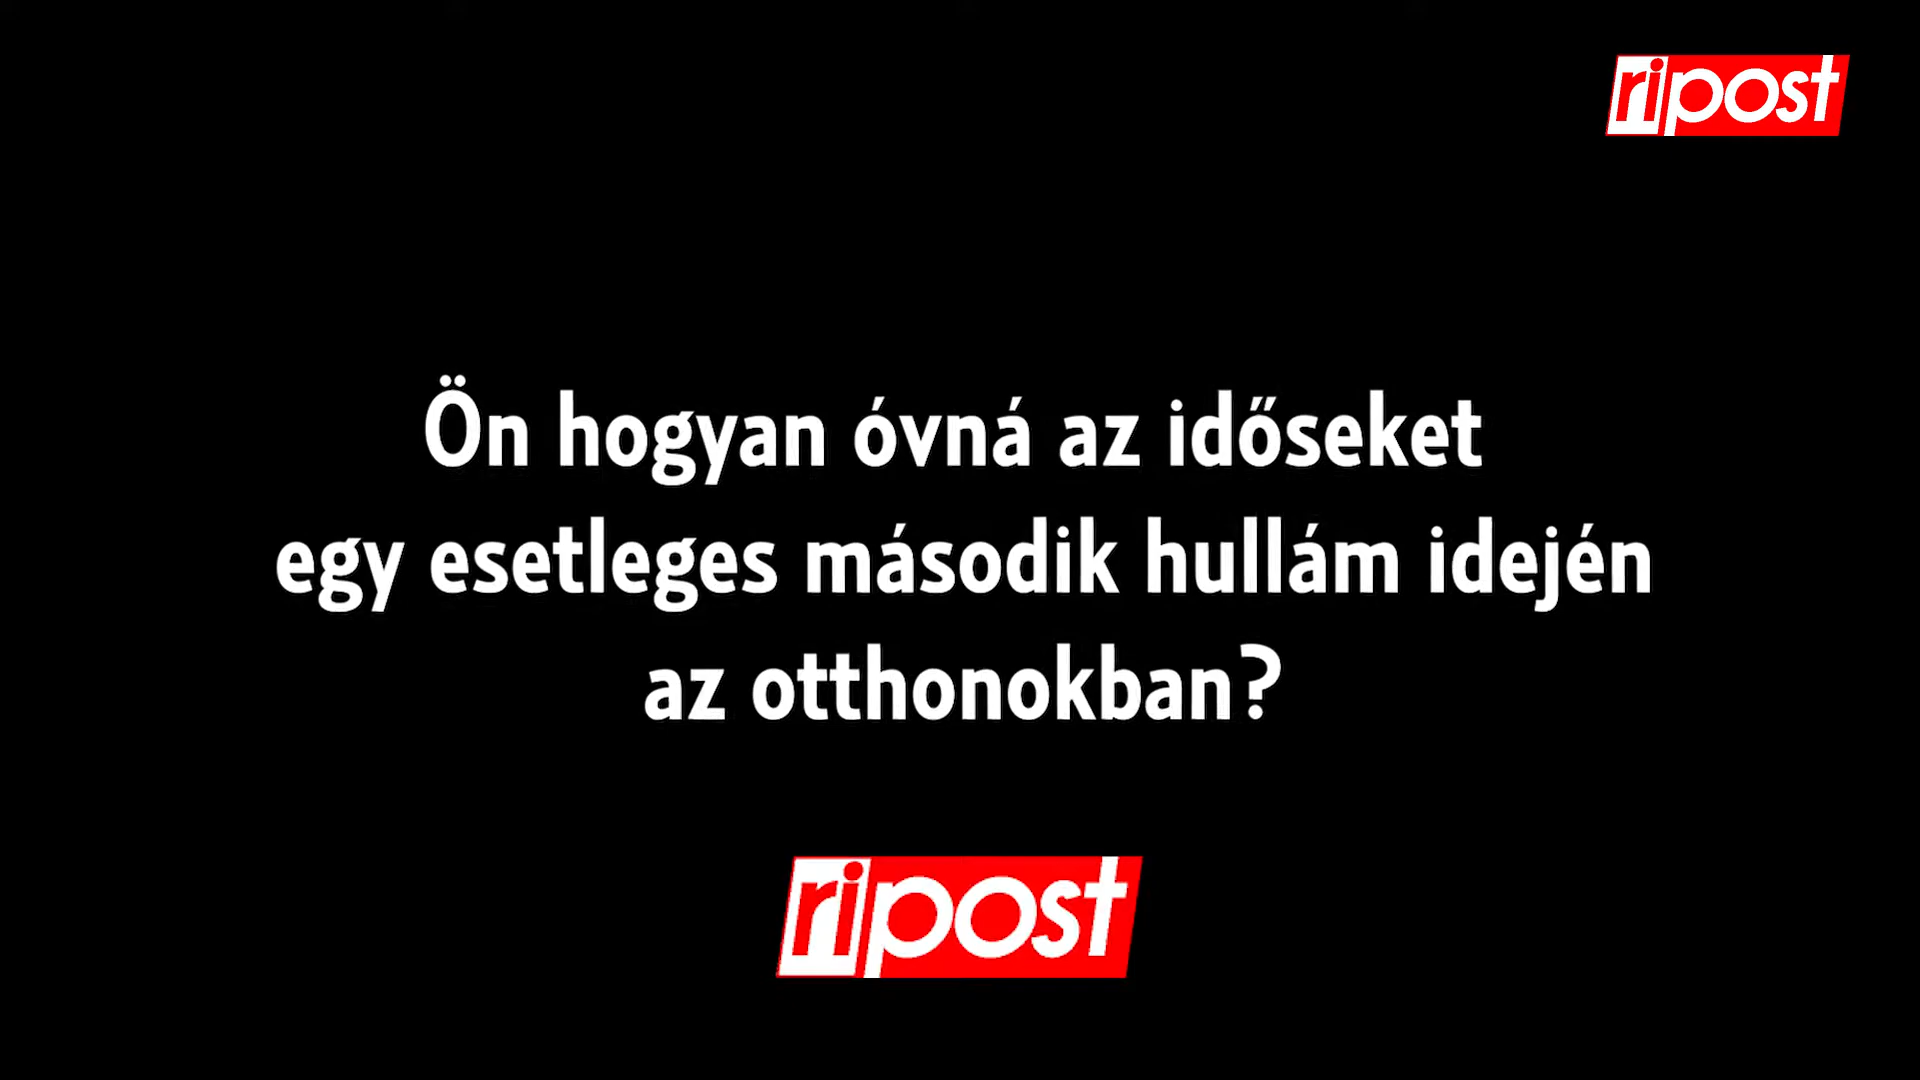 ripost
Ön hogyan óvná az időseket
egy esetleges második hullám idején
az otthonokban?
ripost